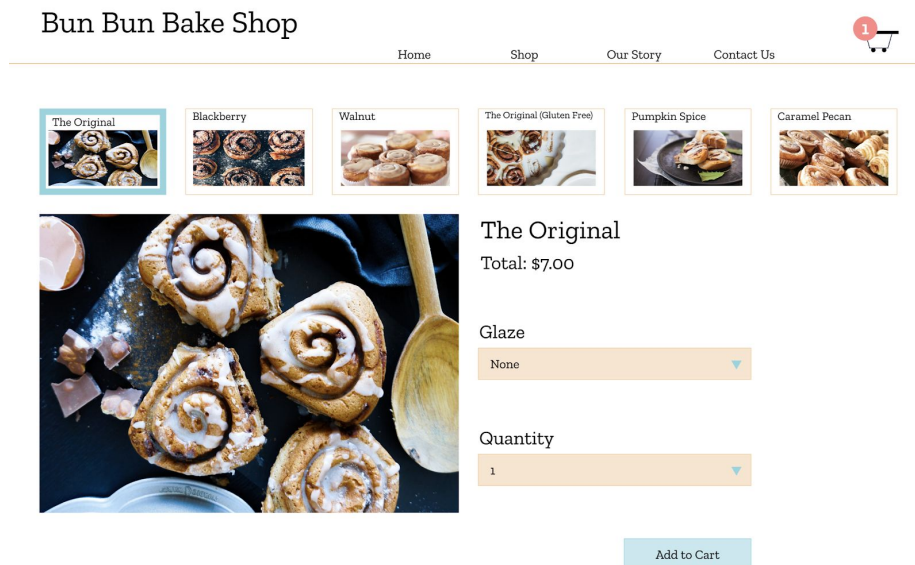 Bun Bun Bake Shop
1
Home Shop Our Story Contact Us
The Original Blackberry Walnut The Original (Gluten Free) Pumpkin Spice Caramel Pecan
The Original
Total: $7.00
Glaze
None
Quantity
1
Add to Cart